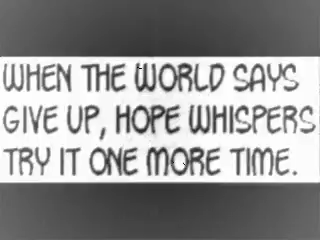 WHEN THE WORLD SAYS
GIVE UP, HOPE WHISPERS
TRY IT ONE MORE TIME.